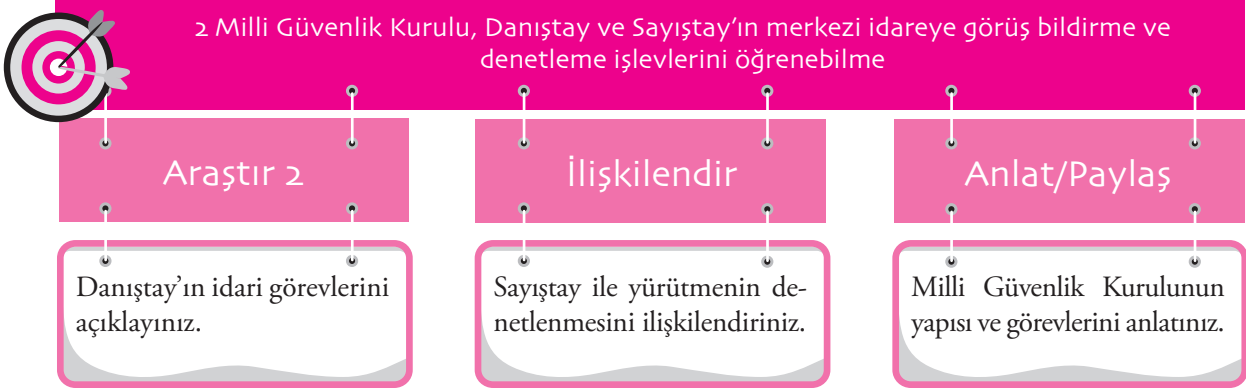 2 Milli Güvenlik Kurulu, Danıştay ve Sayıştay'ın merkezi idareye görüş bildirme ve
denetleme işlevlerini öğrenebilme
Araştır 2
Danıştay'ın idari görevlerini
açıklayınız.
İlişkilendir
Sayıştay ile yürütmenin de-
netlenmesini ilişkilendiriniz.
Anlat/Paylaş
Milli Güvenlik Kurulunun
yapısı ve görevlerini anlatınız.